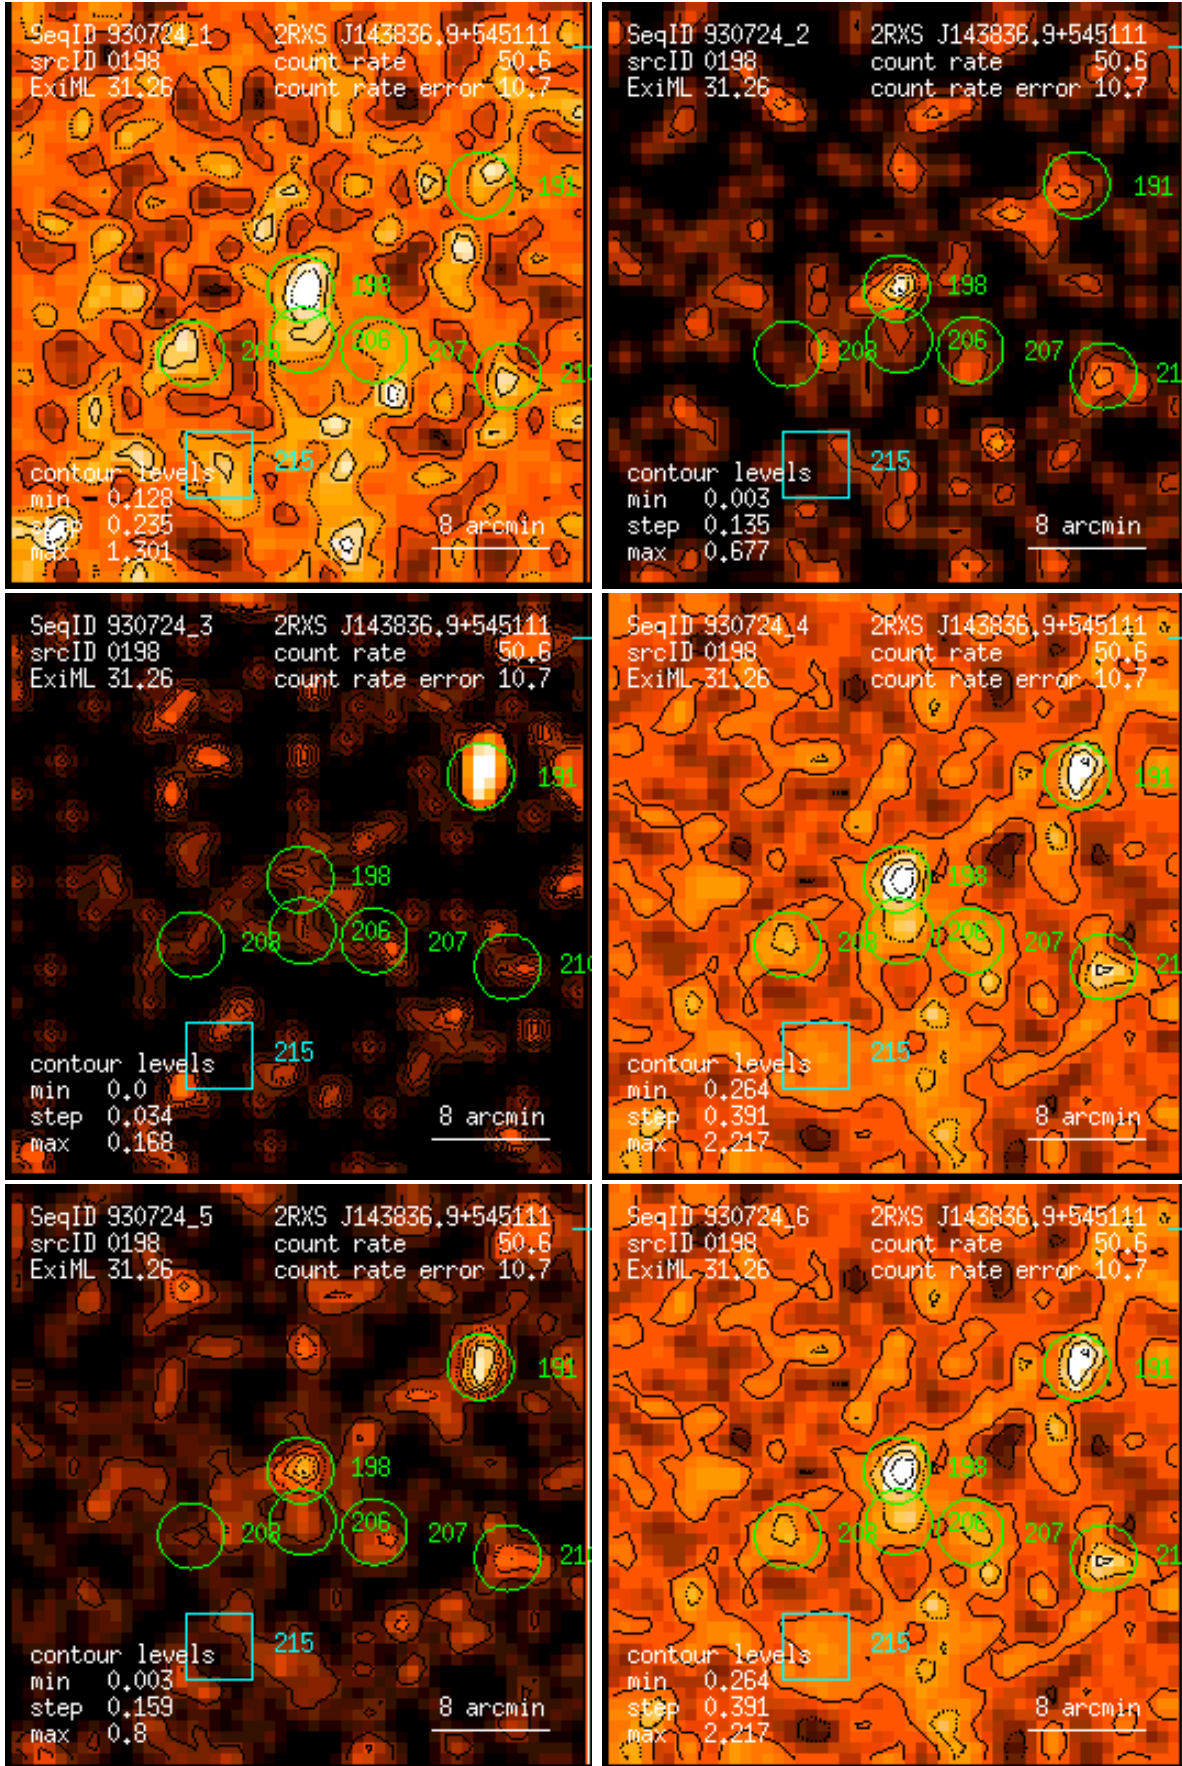 SeqID 930724_1 2RXS J143836.9+545111
srcID 0198 count rate 50.6
ExiML 31.26 count rate error 10.7
191
198
206
208 207
210
215
contour levels
min 0.128
step 0.235 8 arcmin
max 1.301
SeqID 930724_2 2RXS J143836.9+545111
srcID 0198 count rate 50.6
ExiML 31.26 count rate error 10.7
191
198
206
208 207
21
215
contour levels
min 0.003
step 0.135 8 arcmin
max 0.677
SeqID 930724_3 2RXS J143836.9+545111
srcID 0198 count rate 50.6
ExiML 31.26 count rate error 10.7
191
198
206
208 207
210
215
contour levels
min 0.0
step 0.034 8 arcmin
max 0.168
SeqID 930724_4 2RXS J143836.9+545111
srcID 0198 count rate 50.6
ExiML 31.26 count rate error 10.7
191
198
206
208 207
21
215
contour levels
min 0.264
step 0.391 8 arcmin
max 2.217
SeqID 930724_5 2RXS J143836.9+545111
srcID 0198 count rate 50.6
ExiML 31.26 count rate error 10.7
191
198
206
208 207
210
215
contour levels
min 0.003
step 0.159 8 arcmin
max 0.8
SeqID 930724_6 2RXS J143836.9+545111
srcID 0198 count rate 50.6
ExiML 31.26 count rate error 10.7
191
198
206
208 207
21
215
contour levels
min 0.264
step 0.391 8 arcmin
max 2.217